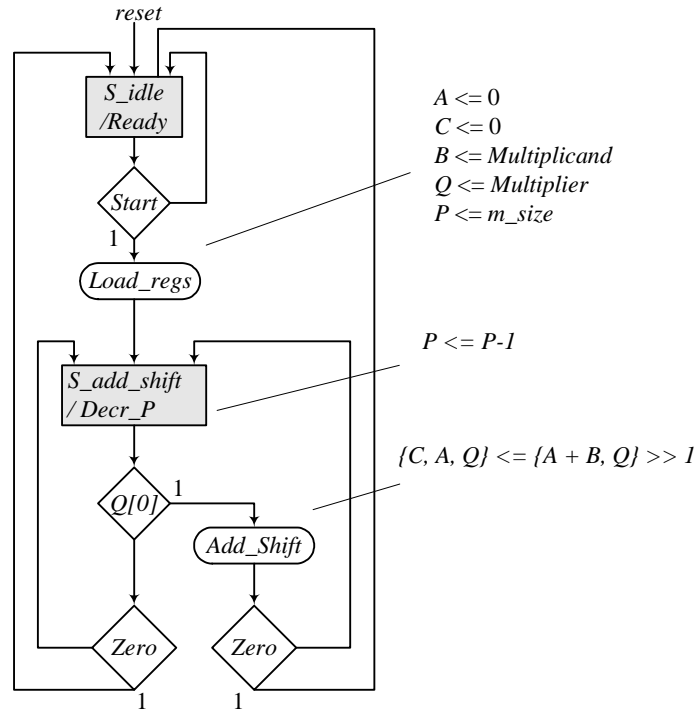 reset
S_idle
/Ready
Start
1
Load_regs
A <= 0
C <= 0
B <= Multiplicand
Q <= Multiplier
P <= m_size
S_add_shift
/ Decr_P
P <= P-1
Q[0]
1
Add_Shift
{C, A, Q} <= {A + B, Q} >> 1
Zero
1
Zero
1